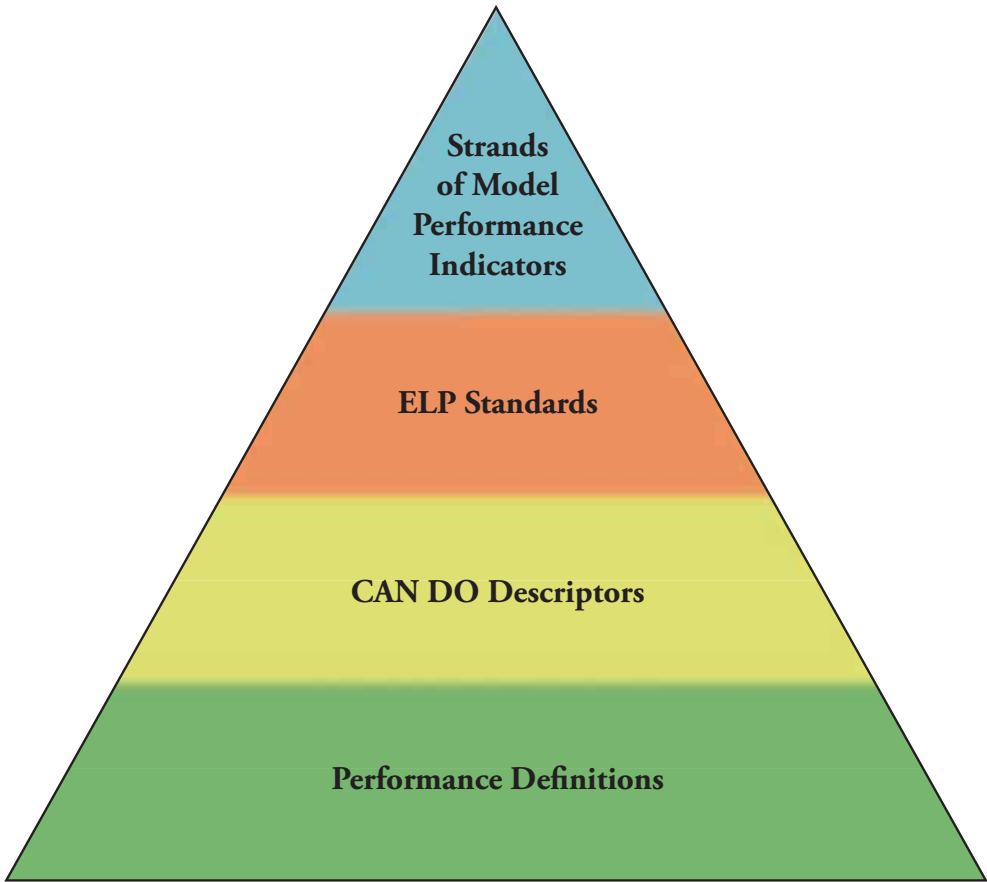 Strands
of Model
Performance
Indicators
ELP Standards
CAN DO Descriptors
Performance Definitions